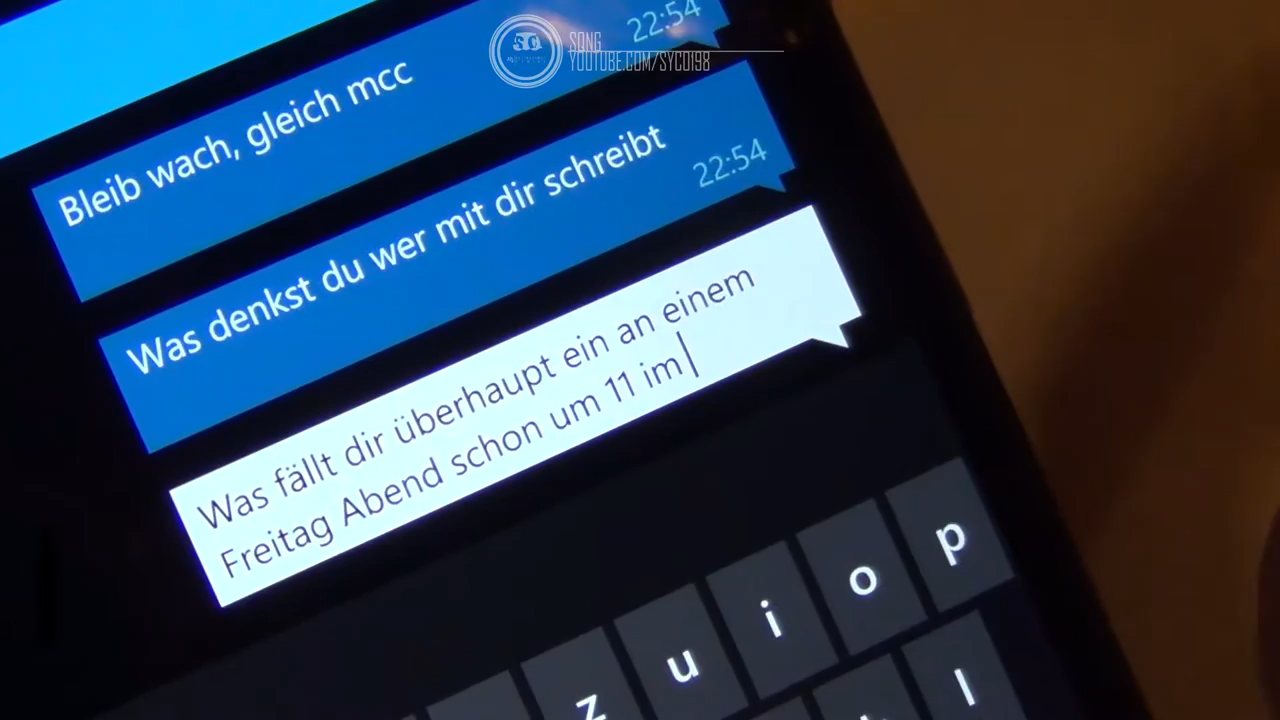 22:54
SONG
YOUTUBE.COM/SYCO198
Bleib wach, gleich mcc
Was denkst du wer mit dir schreibt
22:54
Was fällt dir überhaupt ein an einem
Freitag Abend schon um 11 im
p
o
i
u
z
l